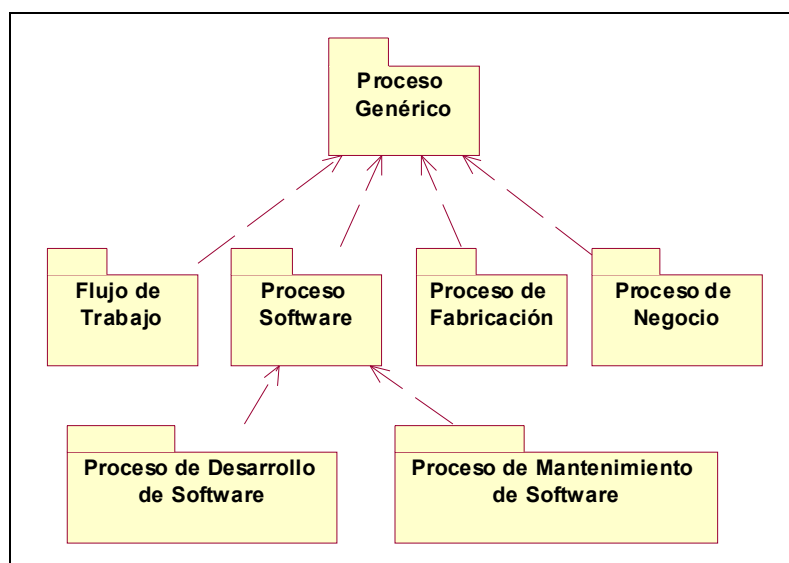 Proceso
Genérico
Flujo de
Trabajo
Proceso
Software
Proceso de
Fabricación
Proceso de
Negocio
Proceso de Desarrollo
de Software
Proceso de Mantenimiento
de Software